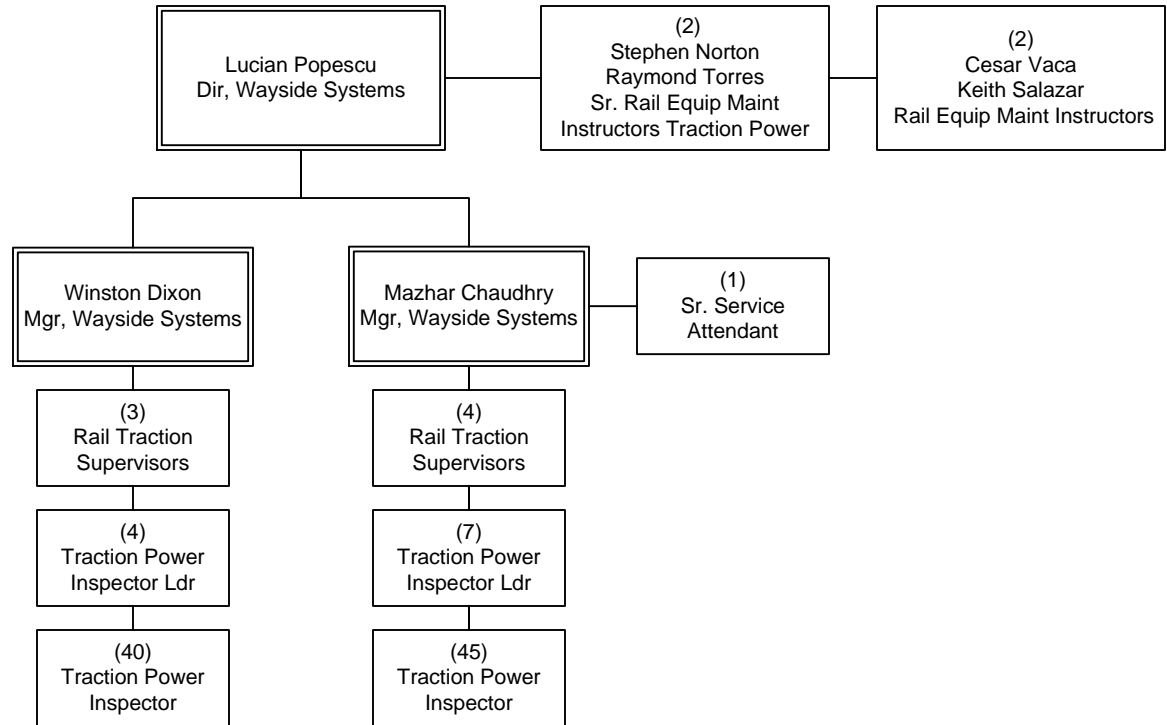 Lucian Popescu
Dir, Wayside Systems
(2)
Stephen Norton
Raymond Torres
Sr. Rail Equip Maint
Instructors Traction Power
(2)
Cesar Vaca
Keith Salazar
Rail Equip Maint Instructors
Winston Dixon
Mgr, Wayside Systems
Mazhar Chaudhry
Mgr, Wayside Systems
(1)
Sr. Service
Attendant
(3)
Rail Traction
Supervisors
(4)
Rail Traction
Supervisors
(4)
Traction Power
Inspector Ldr
(7)
Traction Power
Inspector Ldr
(40)
Traction Power
Inspector
(45)
Traction Power
Inspector